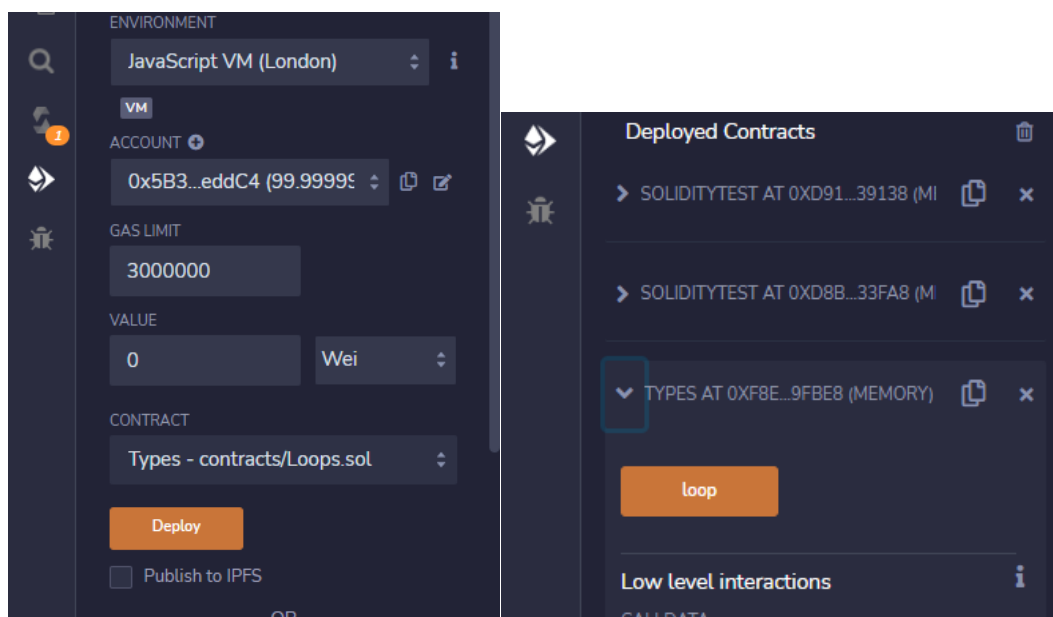 ENVIRONMENT
JavaScript VM (London)
VM
1
ACCOUNT
0x5B3...eddC4 (99.99999
GAS LIMIT
3000000
VALUE
0 Wei
CONTRACT
Types - contracts/Loops.sol
Deploy
Publish to IPFS
OR
Deployed Contracts
SOLIDITYTEST AT 0XD91...39138 (MI
SOLIDITYTEST AT 0XD8B...33FA8 (M
TYPES AT 0XF8E...9FBE8 (MEMORY)
loop
Low level interactions
CALLDATA